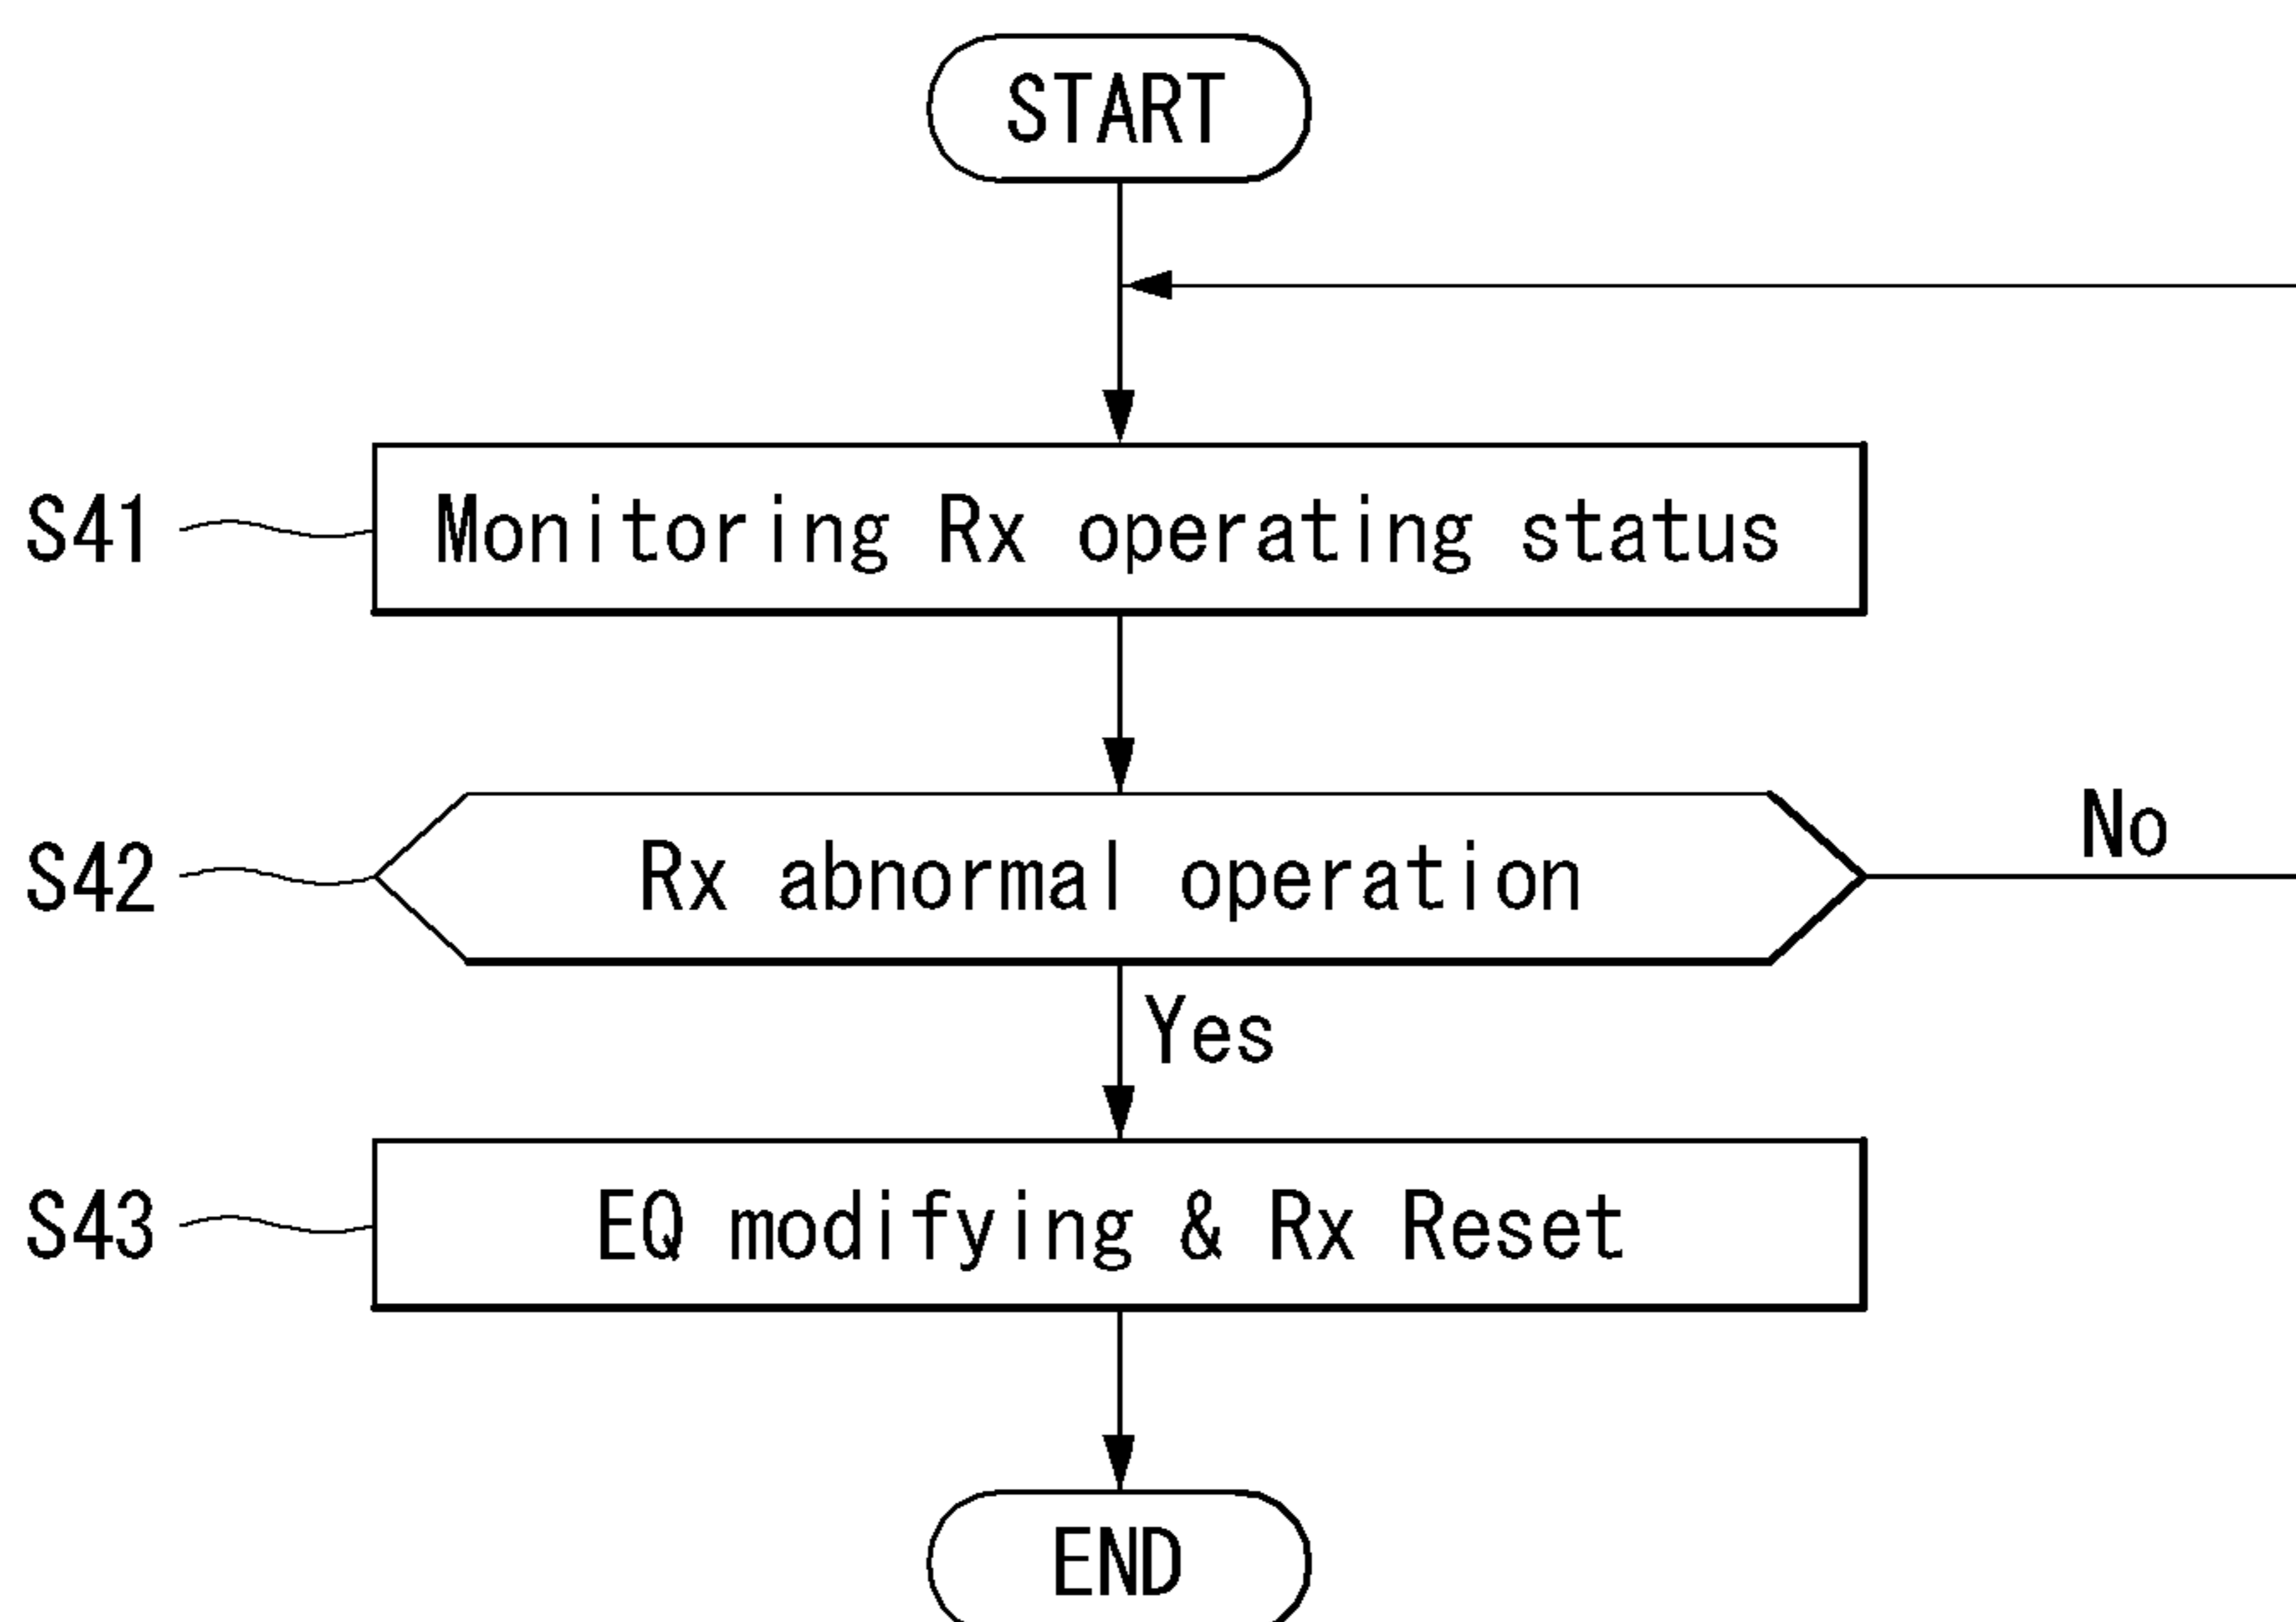 START
S41
Monitoring Rx operating status
S42
Rx abnormal operation
No
Yes
S43
EQ modifying & Rx Reset
END